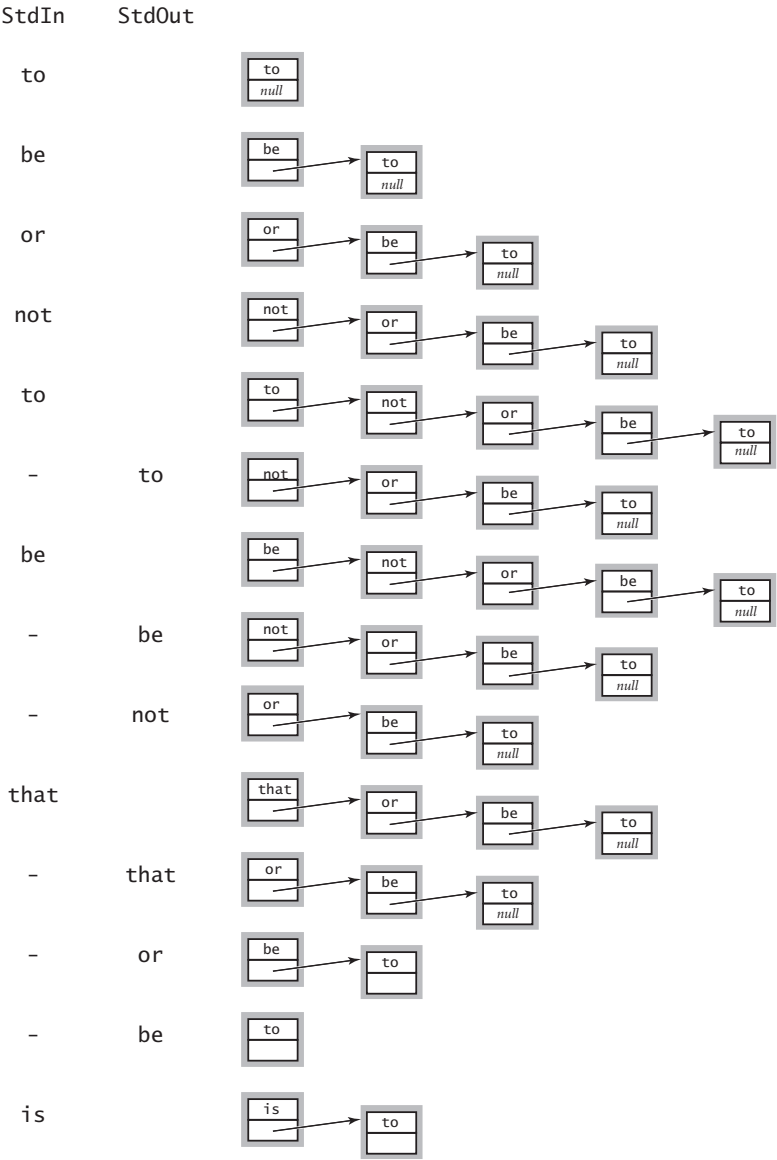 StdIn StdOut
to to
null
be be to
null
or or be to
null
not not or be to
null
to to not or be to
null
- to not or be to
null
be be not or be to
null
- be not or be to
null
- not or be to
null
that that or be to
null
- that or be to
null
- or be to
- be to
is is to